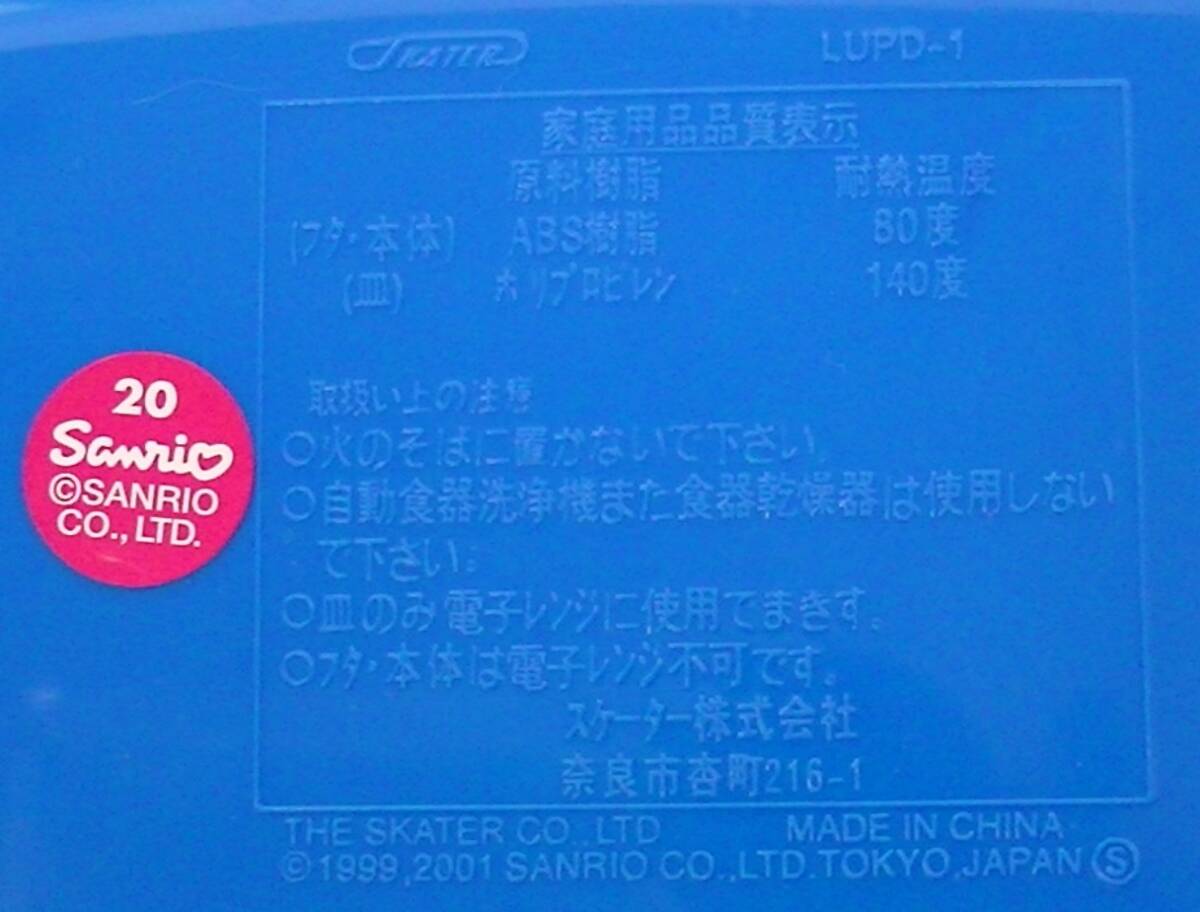 SKATER LUPD-1
家庭用品品質表示
原料樹脂 耐熱温度
(フタ・本体) ABS樹脂 80度
(皿) ポリプロピレン 140度
取扱い上の注意
○火のそばに置かないで下さい
○自動食器洗浄機また食器乾燥器は使用しない
で下さい。
○皿のみ電子レンジに使用できます。
○フタ・本体は電子レンジ不可です。
スケーター株式会社
奈良市杏町216-1
THE SKATER CO.,LTD MADE IN CHINA
©1999,2001 SANRIO CO.,LTD.TOKYO,JAPAN Ⓢ
20
Sanrio
©SANRIO
CO., LTD.